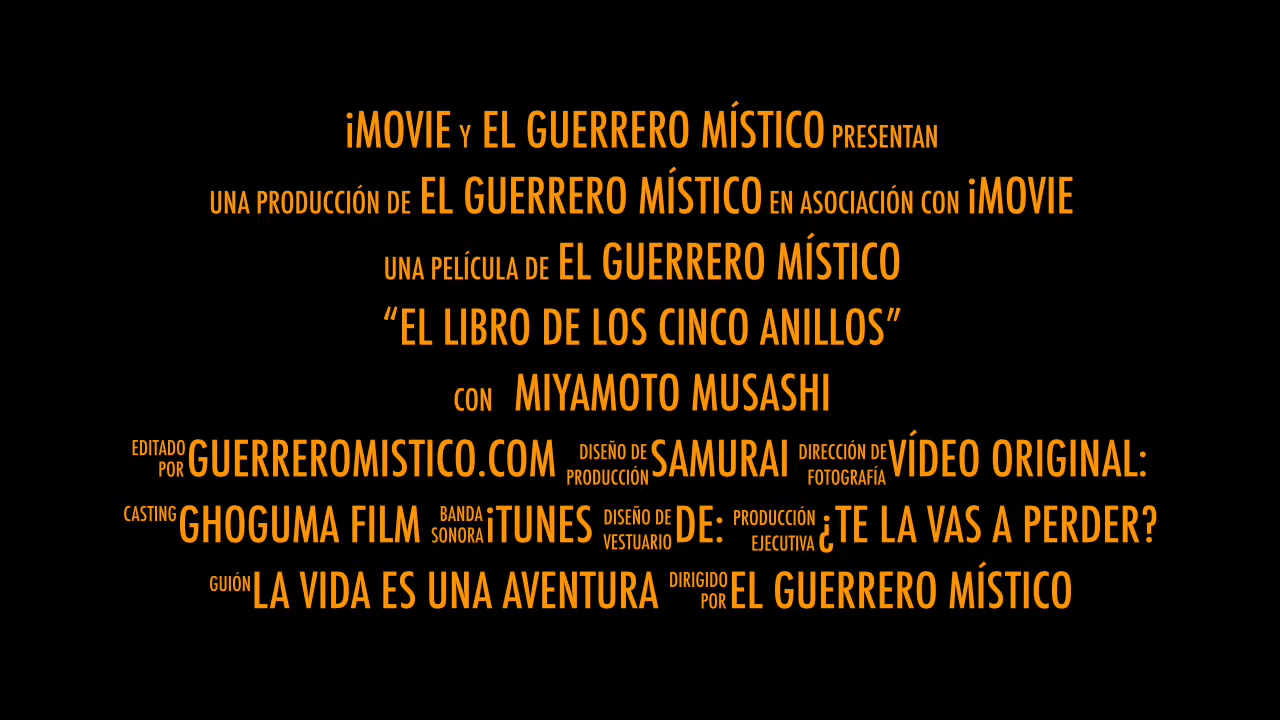 iMOVIE Y EL GUERRERO MÍSTICO PRESENTAN
UNA PRODUCCIÓN DE EL GUERRERO MÍSTICO EN ASOCIACIÓN CON iMOVIE
UNA PELÍCULA DE EL GUERRERO MÍSTICO
“EL LIBRO DE LOS CINCO ANILLOS”
CON MIYAMOTO MUSASHI
EDITADO POR GUERREROMISTICO.COM DISEÑO DE PRODUCCIÓN SAMURAI DIRECCIÓN DE FOTOGRAFÍA VÍDEO ORIGINAL:
CASTING GHOGUMA FILM BANDA SONORA iTUNES DISEÑO DE VESTUARIO DE: PRODUCCIÓN EJECUTIVA ¿TE LA VAS A PERDER?
GUIÓN LA VIDA ES UNA AVENTURA DIRIGIDO POR EL GUERRERO MÍSTICO